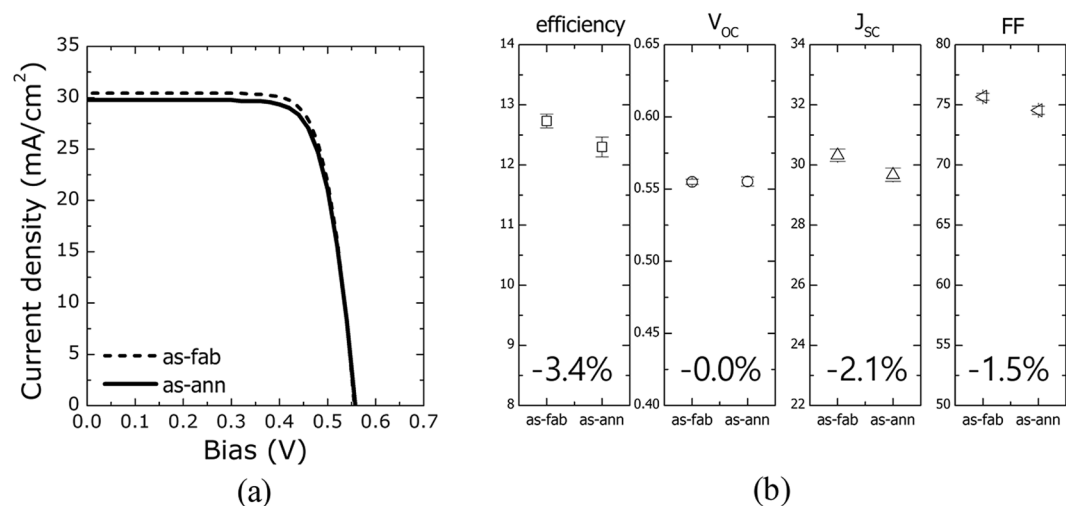 35
30
25
20
15
10
5
0
Current density (mA/cm²)
as-fab
as-ann
0.0 0.1 0.2 0.3 0.4 0.5 0.6 0.7
Bias (V)
(a)
efficiency
14
13
12
11
10
9
8
-3.4%
as-fab as-ann
V_OC
0.65
0.60
0.55
0.50
0.45
0.40
-0.0%
as-fab as-ann
J_SC
34
32
30
28
26
24
22
-2.1%
as-fab as-ann
FF
80
75
70
65
60
55
50
-1.5%
as-fab as-ann
(b)